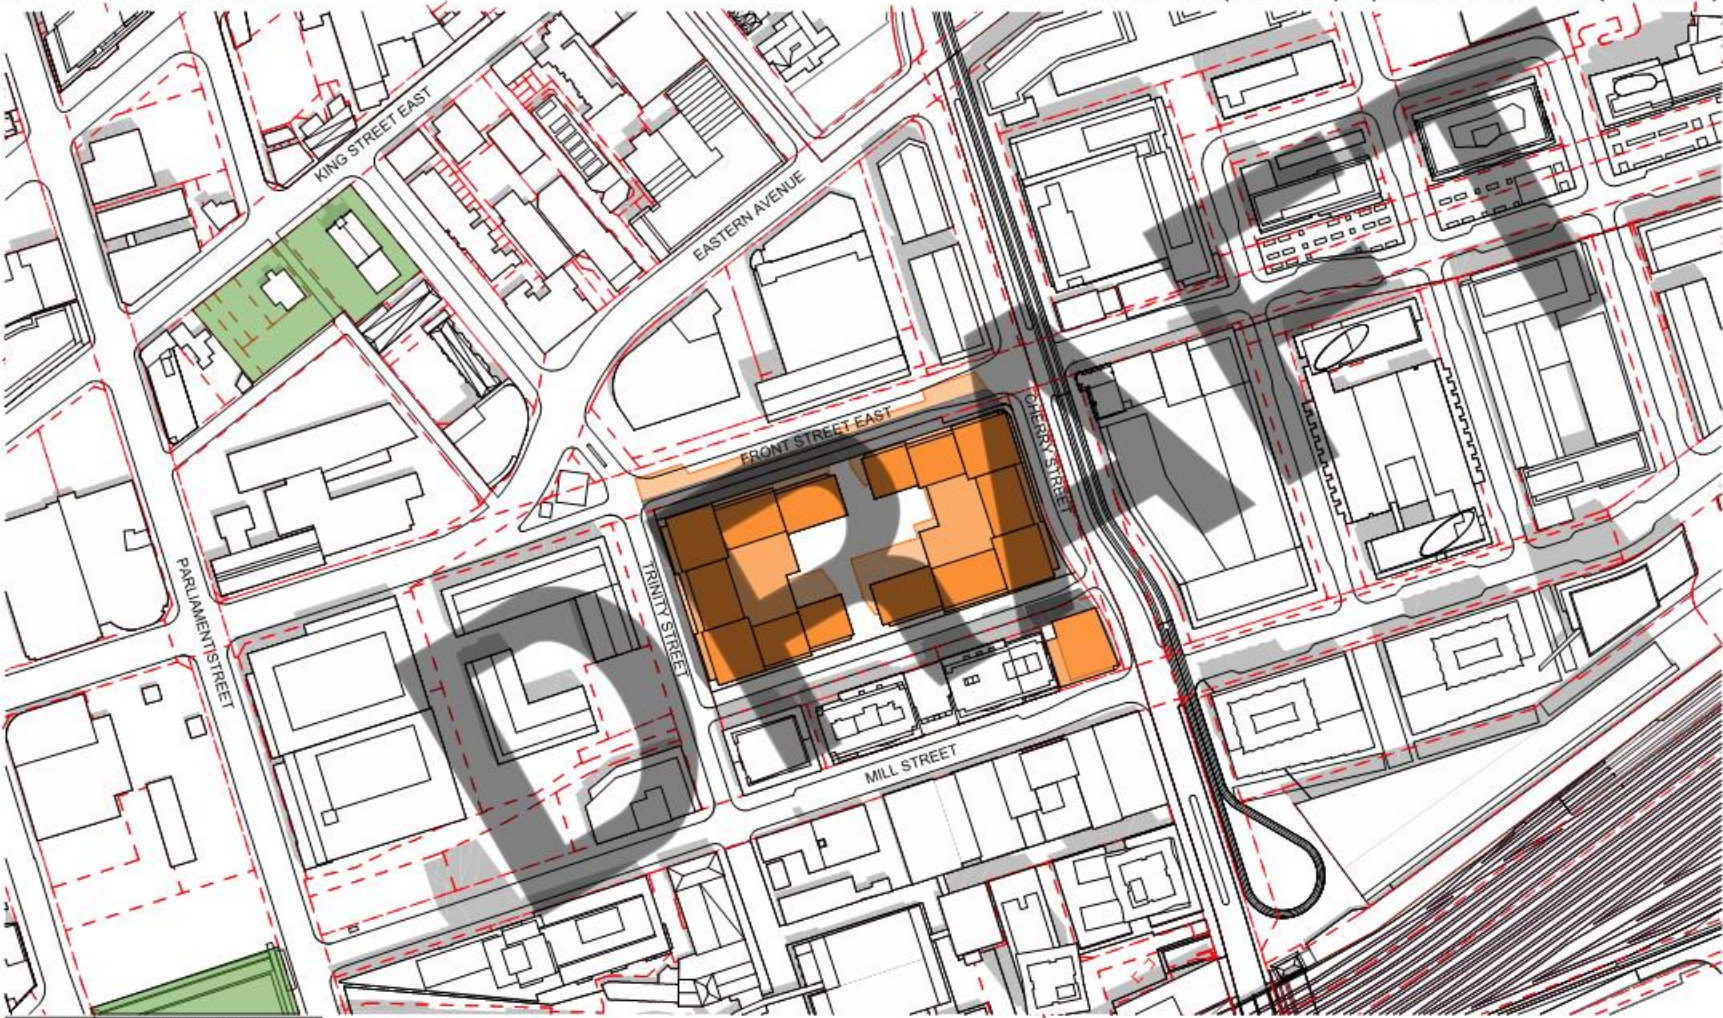 KING STREET EAST
EASTERN AVENUE
FRONT STREET EAST
CHERRY STREET
TRINITY STREET
PARLIAMENT STREET
MILL STREET
DRAFT